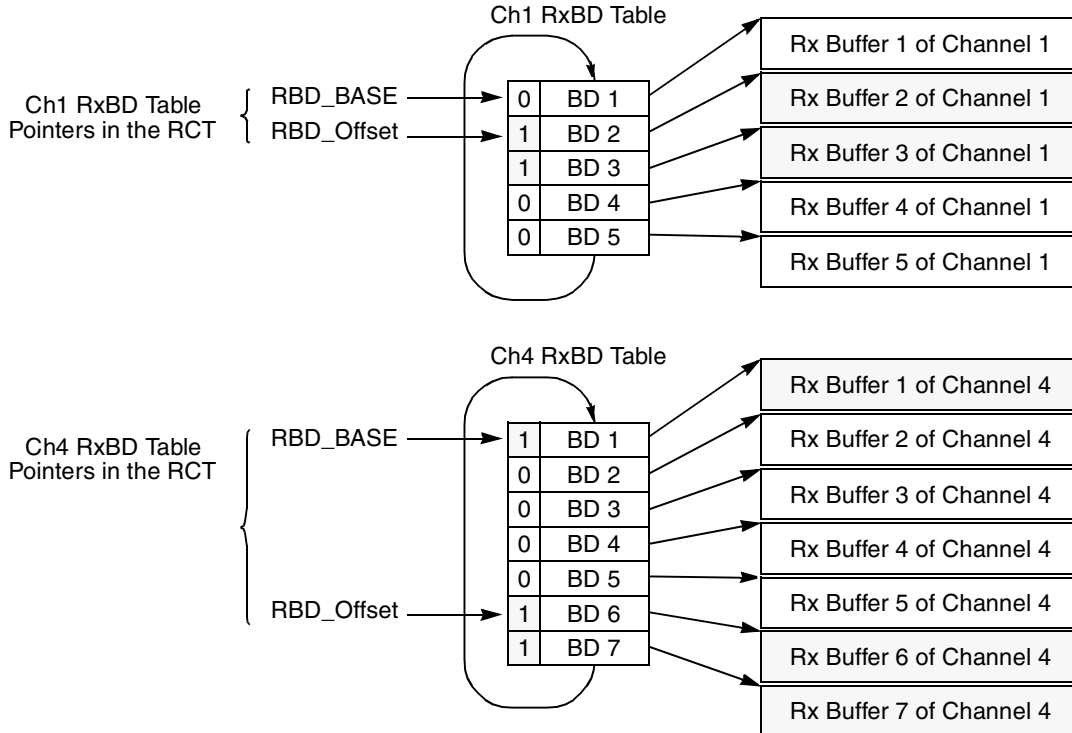 Ch1 RxBD Table
Ch1 RxBD Table
Pointers in the RCT
RBD_BASE
RBD_Offset
0 BD 1
1 BD 2
1 BD 3
0 BD 4
0 BD 5
Rx Buffer 1 of Channel 1
Rx Buffer 2 of Channel 1
Rx Buffer 3 of Channel 1
Rx Buffer 4 of Channel 1
Rx Buffer 5 of Channel 1
Ch4 RxBD Table
Ch4 RxBD Table
Pointers in the RCT
RBD_BASE
RBD_Offset
1 BD 1
0 BD 2
0 BD 3
0 BD 4
0 BD 5
1 BD 6
1 BD 7
Rx Buffer 1 of Channel 4
Rx Buffer 2 of Channel 4
Rx Buffer 3 of Channel 4
Rx Buffer 4 of Channel 4
Rx Buffer 5 of Channel 4
Rx Buffer 6 of Channel 4
Rx Buffer 7 of Channel 4